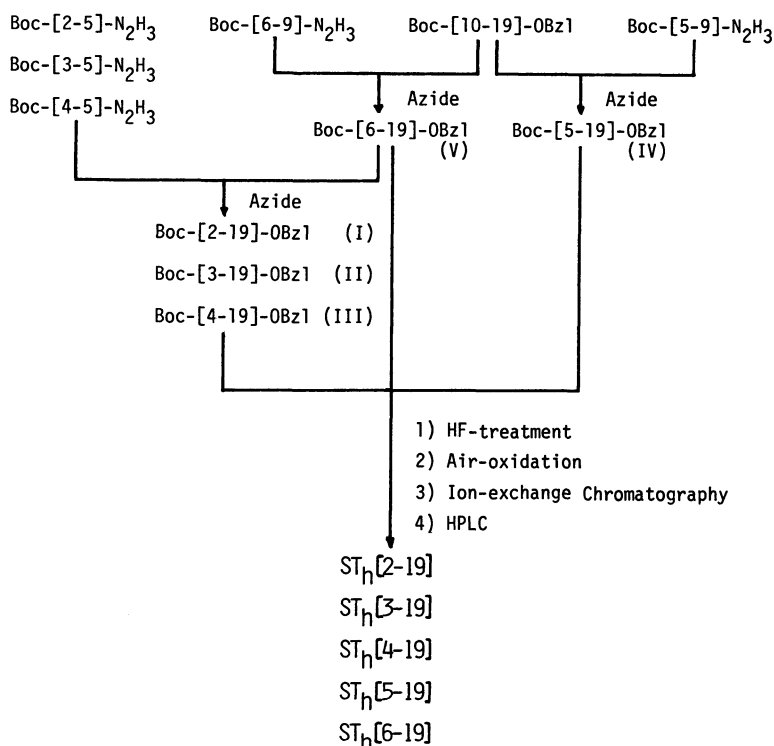 Boc-[2-5]-N2H3
Boc-[3-5]-N2H3
Boc-[4-5]-N2H3
Boc-[6-9]-N2H3
Boc-[10-19]-OBzl
Boc-[5-9]-N2H3
Azide
Azide
Boc-[6-19]-OBzl
(V)
Boc-[5-19]-OBzl
(IV)
Azide
Boc-[2-19]-OBzl (I)
Boc-[3-19]-OBzl (II)
Boc-[4-19]-OBzl (III)
1) HF-treatment
2) Air-oxidation
3) Ion-exchange Chromatography
4) HPLC
STh[2-19]
STh[3-19]
STh[4-19]
STh[5-19]
STh[6-19]